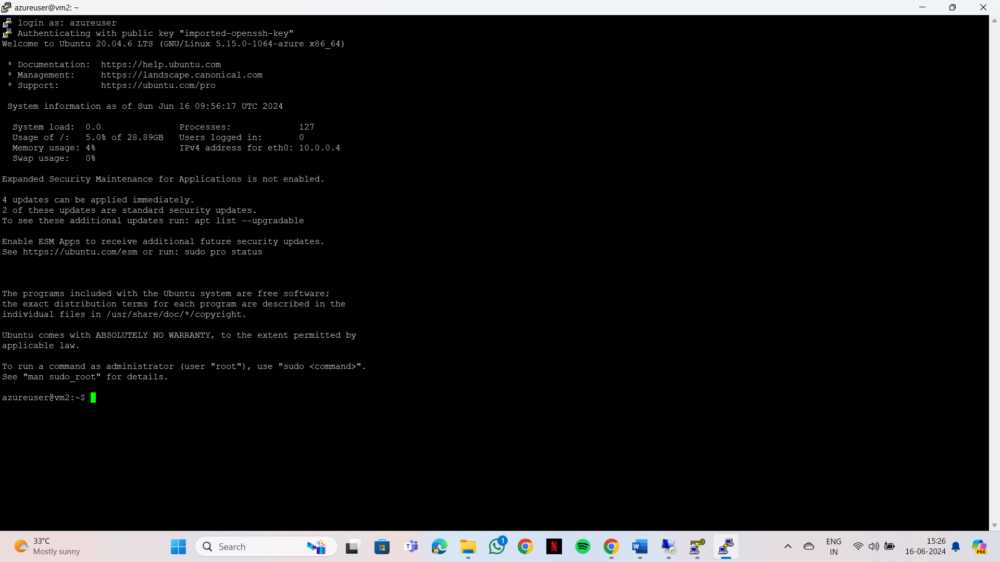 azureuser@vm2: ~
login as: azureuser
Authenticating with public key "imported-openssh-key"
Welcome to Ubuntu 20.04.6 LTS (GNU/Linux 5.15.0-1064-azure x86_64)
* Documentation:  https://help.ubuntu.com
* Management:     https://landscape.canonical.com
* Support:        https://ubuntu.com/pro
System information as of Sun Jun 16 09:56:17 UTC 2024
System load:  0.0               Processes:             127
Usage of /:   5.0% of 28.89GB   Users logged in:       0
Memory usage: 4%                IPv4 address for eth0: 10.0.0.4
Swap usage:   0%
Expanded Security Maintenance for Applications is not enabled.
4 updates can be applied immediately.
2 of these updates are standard security updates.
To see these additional updates run: apt list --upgradable
Enable ESM Apps to receive additional future security updates.
See https://ubuntu.com/esm or run: sudo pro status
The programs included with the Ubuntu system are free software;
the exact distribution terms for each program are described in the
individual files in /usr/share/doc/*/copyright.
Ubuntu comes with ABSOLUTELY NO WARRANTY, to the extent permitted by
applicable law.
To run a command as administrator (user "root"), use "sudo <command>".
See "man sudo_root" for details.
azureuser@vm2:~$
33°C
Mostly sunny
Search
1
N
W
ENG
IN
15:26
16-06-2024
PRE